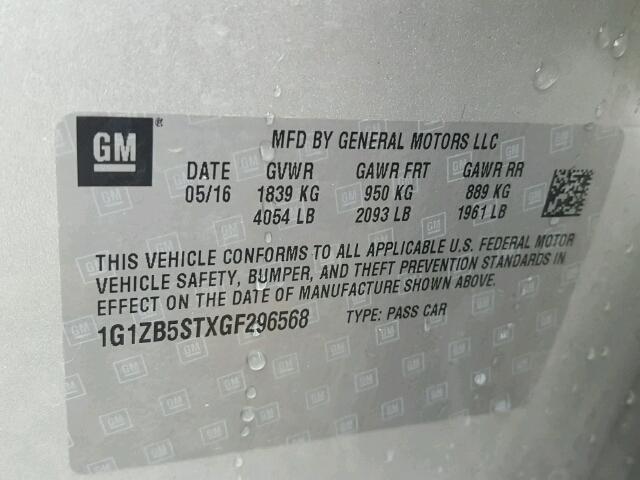 GM ®
MFD BY GENERAL MOTORS LLC
DATE GVWR GAWR FRT GAWR RR
05/16 1839 KG 950 KG 889 KG
4054 LB 2093 LB 1961 LB
THIS VEHICLE CONFORMS TO ALL APPLICABLE U.S. FEDERAL MOTOR
VEHICLE SAFETY, BUMPER, AND THEFT PREVENTION STANDARDS IN
EFFECT ON THE DATE OF MANUFACTURE SHOWN ABOVE.
1G1ZB5STXGF296568 TYPE: PASS CAR